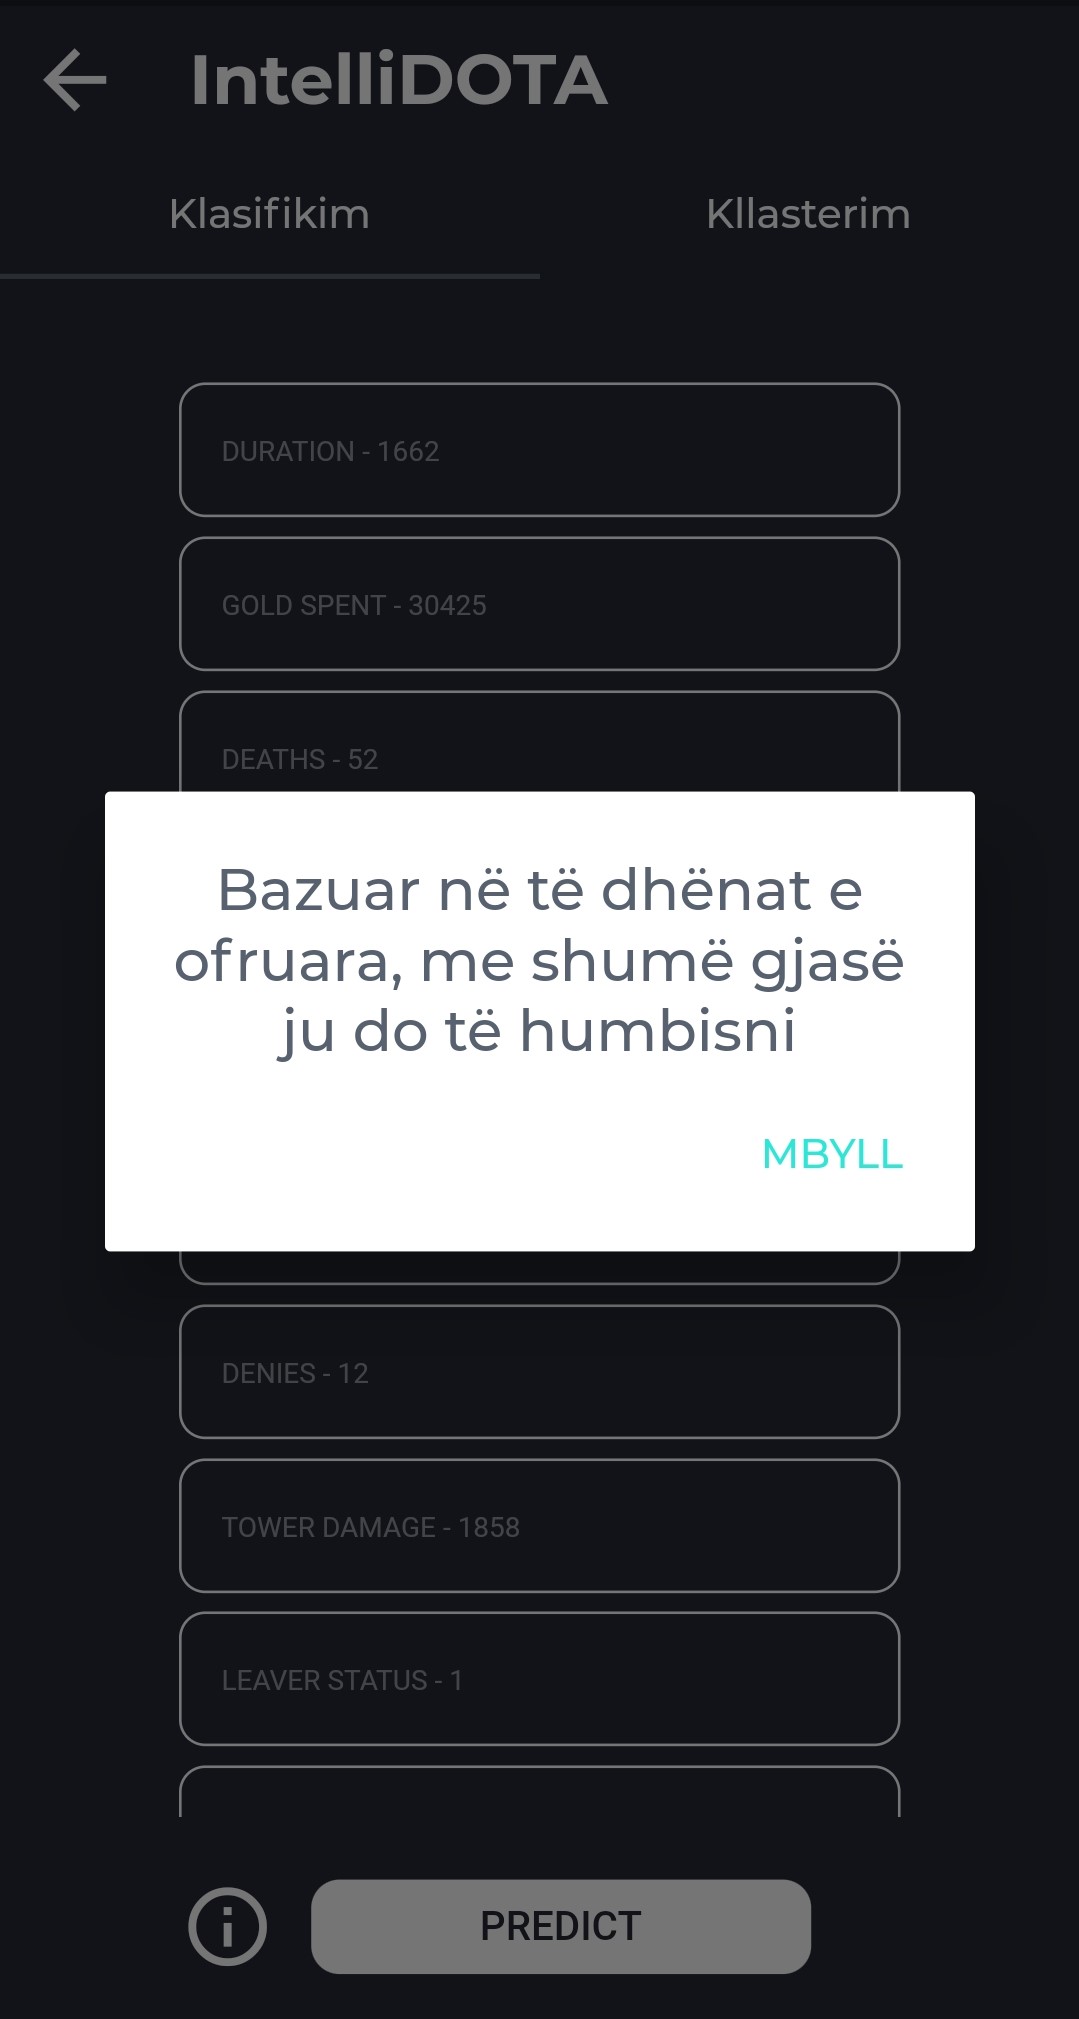 IntelliDOTA
Klasifikim
Kllasterim
DURATION - 1662
GOLD SPENT - 30425
DEATHS - 52
Bazuar në të dhënat e
ofruara, me shumë gjasë
ju do të humbisni
MBYLL
DENIES - 12
TOWER DAMAGE - 1858
LEAVER STATUS - 1
PREDICT